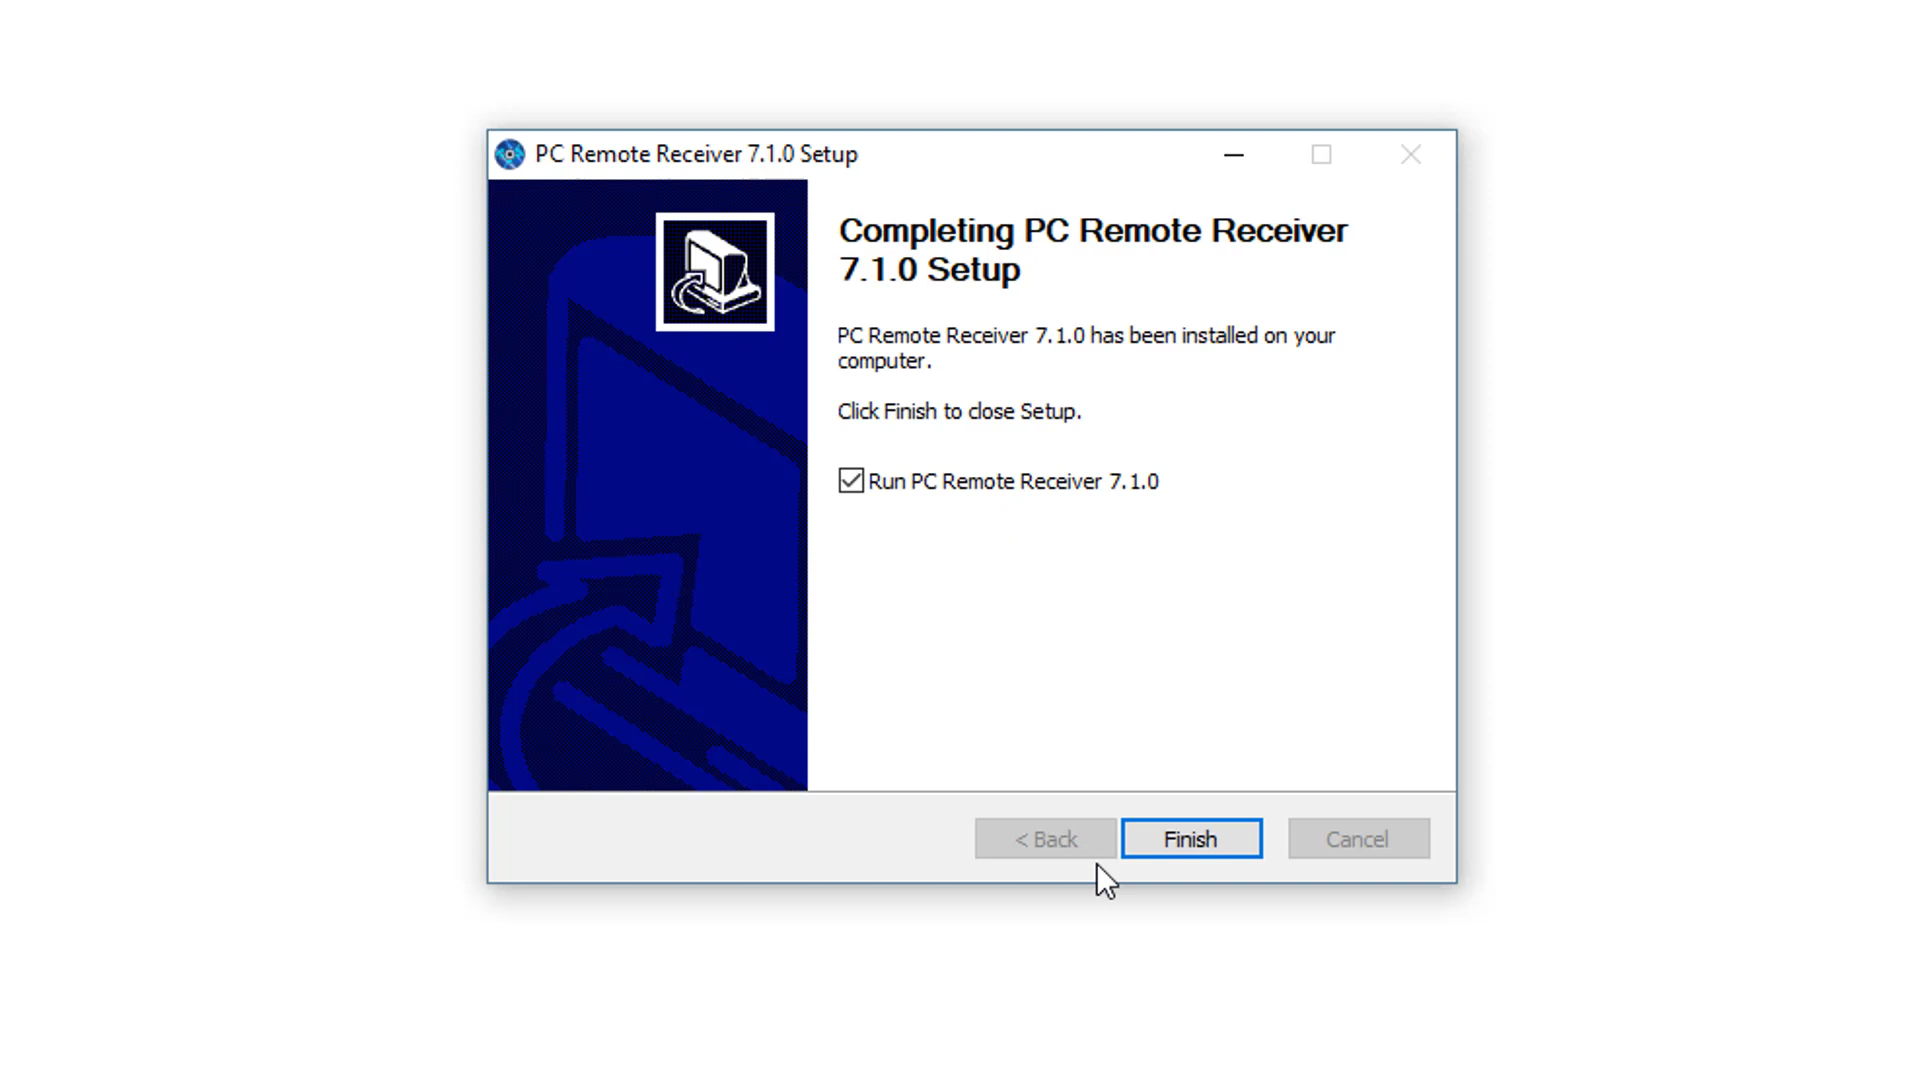 PC Remote Receiver 7.1.0 Setup
Completing PC Remote Receiver
7.1.0 Setup
PC Remote Receiver 7.1.0 has been installed on your
computer.
Click Finish to close Setup.
Run PC Remote Receiver 7.1.0
< Back
Finish
Cancel